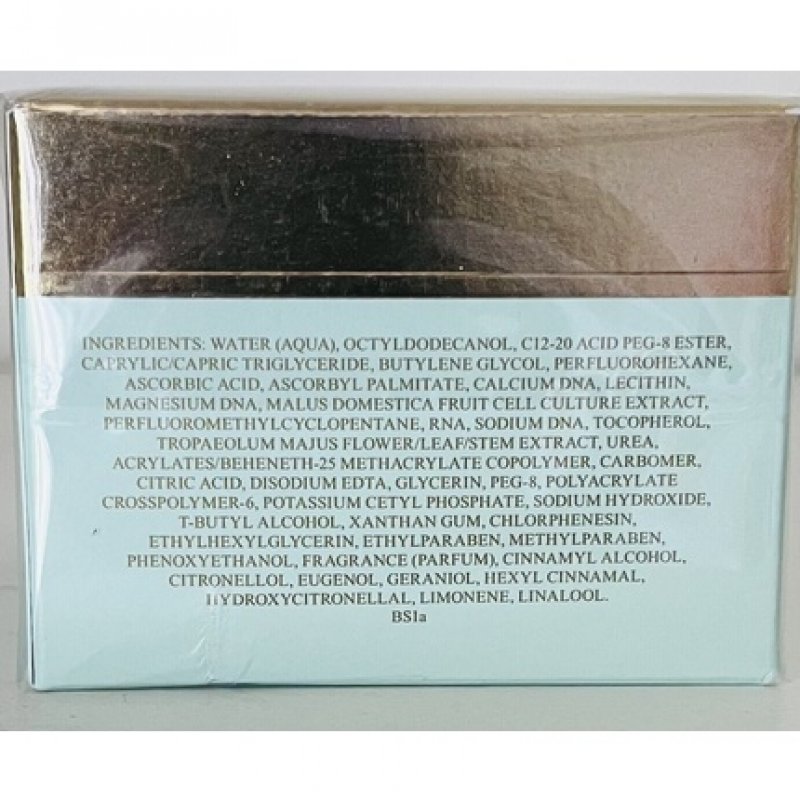 INGREDIENTS: WATER (AQUA), OCTYLDODECANOL, C12-20 ACID PEG-8 ESTER,
CAPRYLIC/CAPRIC TRIGLYCERIDE, BUTYLENE GLYCOL, PERFLUOROHEXANE,
ASCORBIC ACID, ASCORBYL PALMITATE, CALCIUM DNA, LECITHIN,
MAGNESIUM DNA, MALUS DOMESTICA FRUIT CELL CULTURE EXTRACT,
PERFLUOROMETHYLCYCLOPENTANE, RNA, SODIUM DNA, TOCOPHEROL,
TROPAEOLUM MAJUS FLOWER/LEAF/STEM EXTRACT, UREA,
ACRYLATES/BEHENETH-25 METHACRYLATE COPOLYMER, CARBOMER,
CITRIC ACID, DISODIUM EDTA, GLYCERIN, PEG-8, POLYACRYLATE
CROSSPOLYMER-6, POTASSIUM CETYL PHOSPHATE, SODIUM HYDROXIDE,
T-BUTYL ALCOHOL, XANTHAN GUM, CHLORPHENESIN,
ETHYLHEXYLGLYCERIN, ETHYLPARABEN, METHYLPARABEN,
PHENOXYETHANOL, FRAGRANCE (PARFUM), CINNAMYL ALCOHOL,
CITRONELLOL, EUGENOL, GERANIOL, HEXYL CINNAMAL,
HYDROXYCITRONELLAL, LIMONENE, LINALOOL.
BS1a